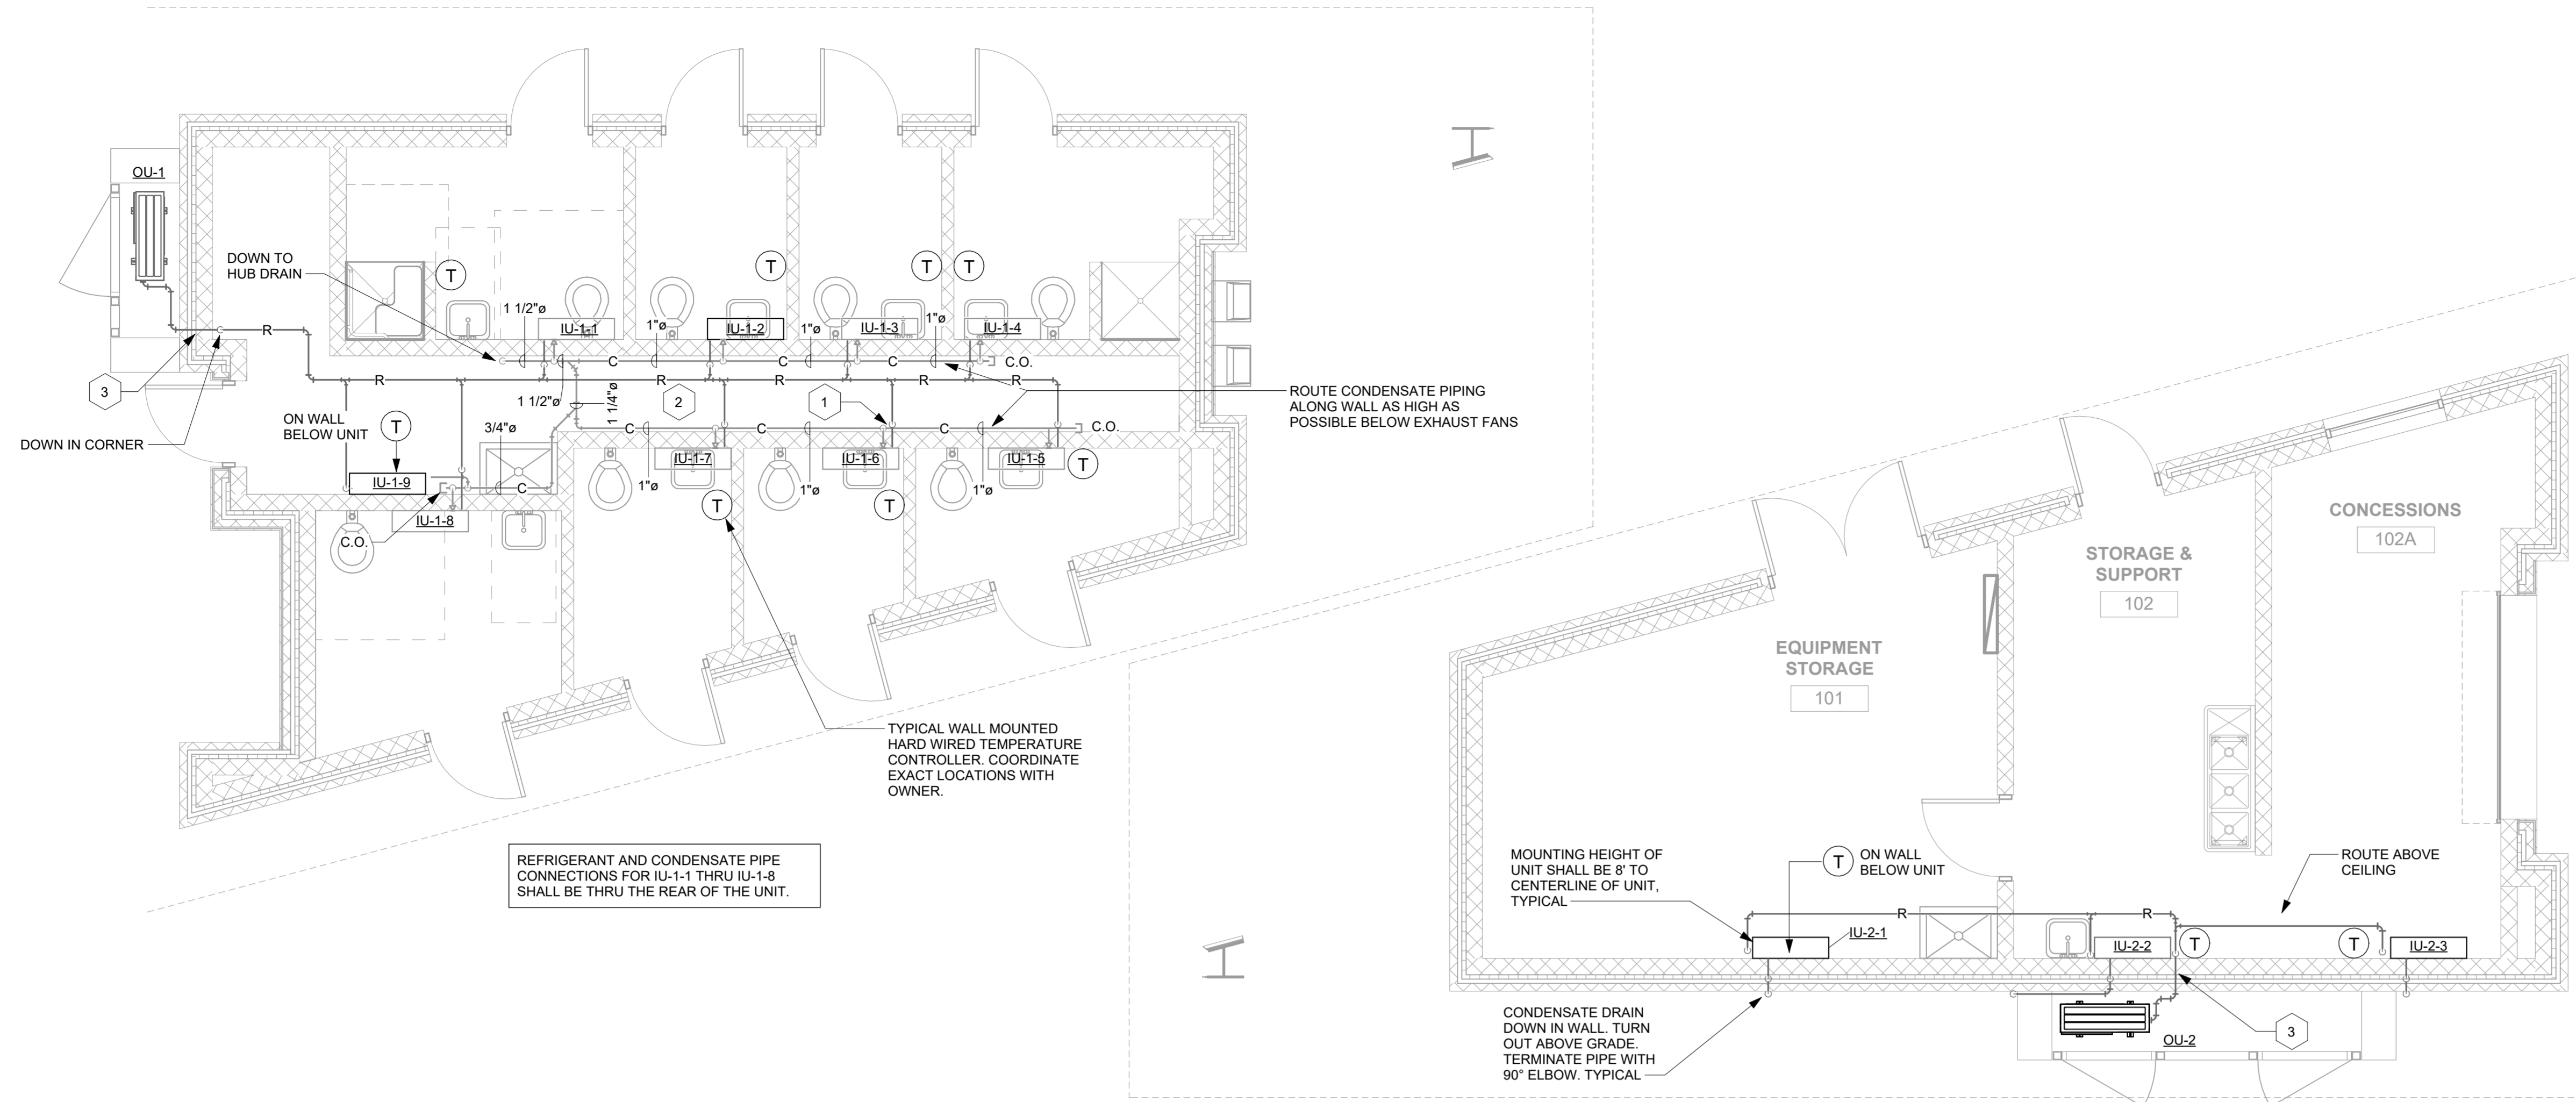 OU-1
DOWN TO
HUB DRAIN
T
T
T
T
1 1/2"ø
IU-1-1
1"ø
IU-1-2
1"ø
IU-1-3
1"ø
IU-1-4
R
C
C
C
C.O.
3
R
R
R
R
1 1/2"ø
1 1/4"ø
2
1
ROUTE CONDENSATE PIPING
ALONG WALL AS HIGH AS
POSSIBLE BELOW EXHAUST FANS
DOWN IN CORNER
ON WALL
BELOW UNIT
T
3/4"ø
C
C
C
C.O.
IU-1-7
IU-1-6
IU-1-5
T
IU-1-9
C
1"ø
1"ø
1"ø
T
T
IU-1-8
C.O.
TYPICAL WALL MOUNTED
HARD WIRED TEMPERATURE
CONTROLLER. COORDINATE
EXACT LOCATIONS WITH
OWNER.
REFRIGERANT AND CONDENSATE PIPE
CONNECTIONS FOR IU-1-1 THRU IU-1-8
SHALL BE THRU THE REAR OF THE UNIT.
CONCESSIONS
102A
STORAGE &
SUPPORT
102
EQUIPMENT
STORAGE
101
MOUNTING HEIGHT OF
UNIT SHALL BE 8' TO
CENTERLINE OF UNIT,
TYPICAL
T
ON WALL
BELOW UNIT
ROUTE ABOVE
CEILING
R
R
IU-2-1
IU-2-2
T
T
IU-2-3
CONDENSATE DRAIN
DOWN IN WALL. TURN
OUT ABOVE GRADE.
TERMINATE PIPE WITH
90° ELBOW. TYPICAL
OU-2
3